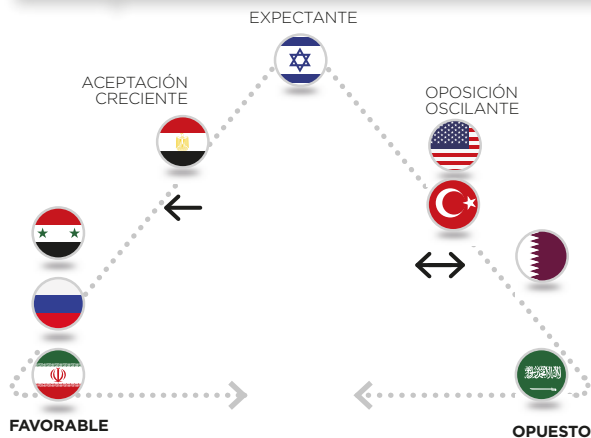 EXPECTANTE
ACEPTACIÓN
CRECIENTE
OPOSICIÓN
OSCILANTE
FAVORABLE
OPUESTO